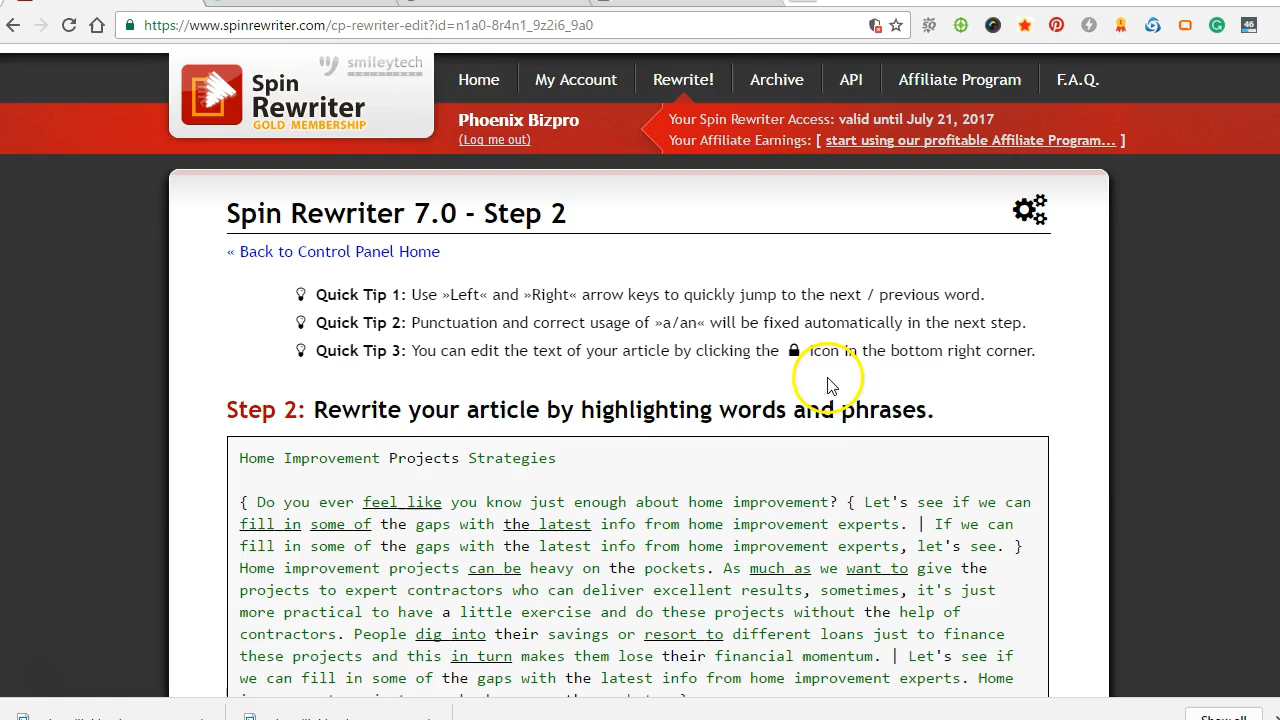 https://www.spinrewriter.com/cp-rewriter-edit?id=n1a0-8r4n1_9z2i6_9a0
46
smileytech
SOLUTIONS
Spin
Rewriter
GOLD MEMBERSHIP
Home
My Account
Rewrite!
Archive
API
Affiliate Program
F.A.Q.
Phoenix Bizpro
(Log me out)
Your Spin Rewriter Access: valid until July 21, 2017
Your Affiliate Earnings: [ start using our profitable Affiliate Program... ]
Spin Rewriter 7.0 - Step 2
« Back to Control Panel Home
Quick Tip 1: Use »Left« and »Right« arrow keys to quickly jump to the next / previous word.
Quick Tip 2: Punctuation and correct usage of »a/an« will be fixed automatically in the next step.
Quick Tip 3: You can edit the text of your article by clicking the icon in the bottom right corner.
Step 2: Rewrite your article by highlighting words and phrases.
Home Improvement Projects Strategies
{ Do you ever feel like you know just enough about home improvement? { Let's see if we can
fill in some of the gaps with the latest info from home improvement experts. | If we can
fill in some of the gaps with the latest info from home improvement experts, let's see. }
Home improvement projects can be heavy on the pockets. As much as we want to give the
projects to expert contractors who can deliver excellent results, sometimes, it's just
more practical to have a little exercise and do these projects without the help of
contractors. People dig into their savings or resort to different loans just to finance
these projects and this in turn makes them lose their financial momentum. | Let's see if
we can fill in some of the gaps with the latest info from home improvement experts. Home
Show all